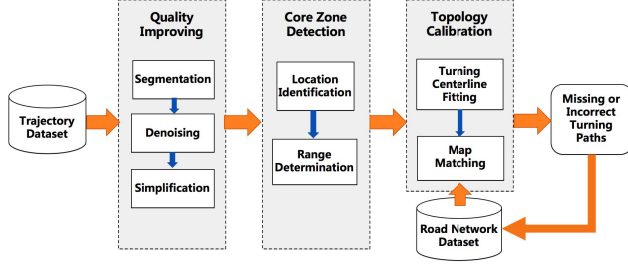 Quality
Improving
Core Zone
Detection
Topology
Calibration
Trajectory
Dataset
Segmentation
Denoising
Simplification
Location
Identification
Range
Determination
Turning
Centerline
Fitting
Map
Matching
Missing or
Incorrect
Turning
Paths
Road Network
Dataset